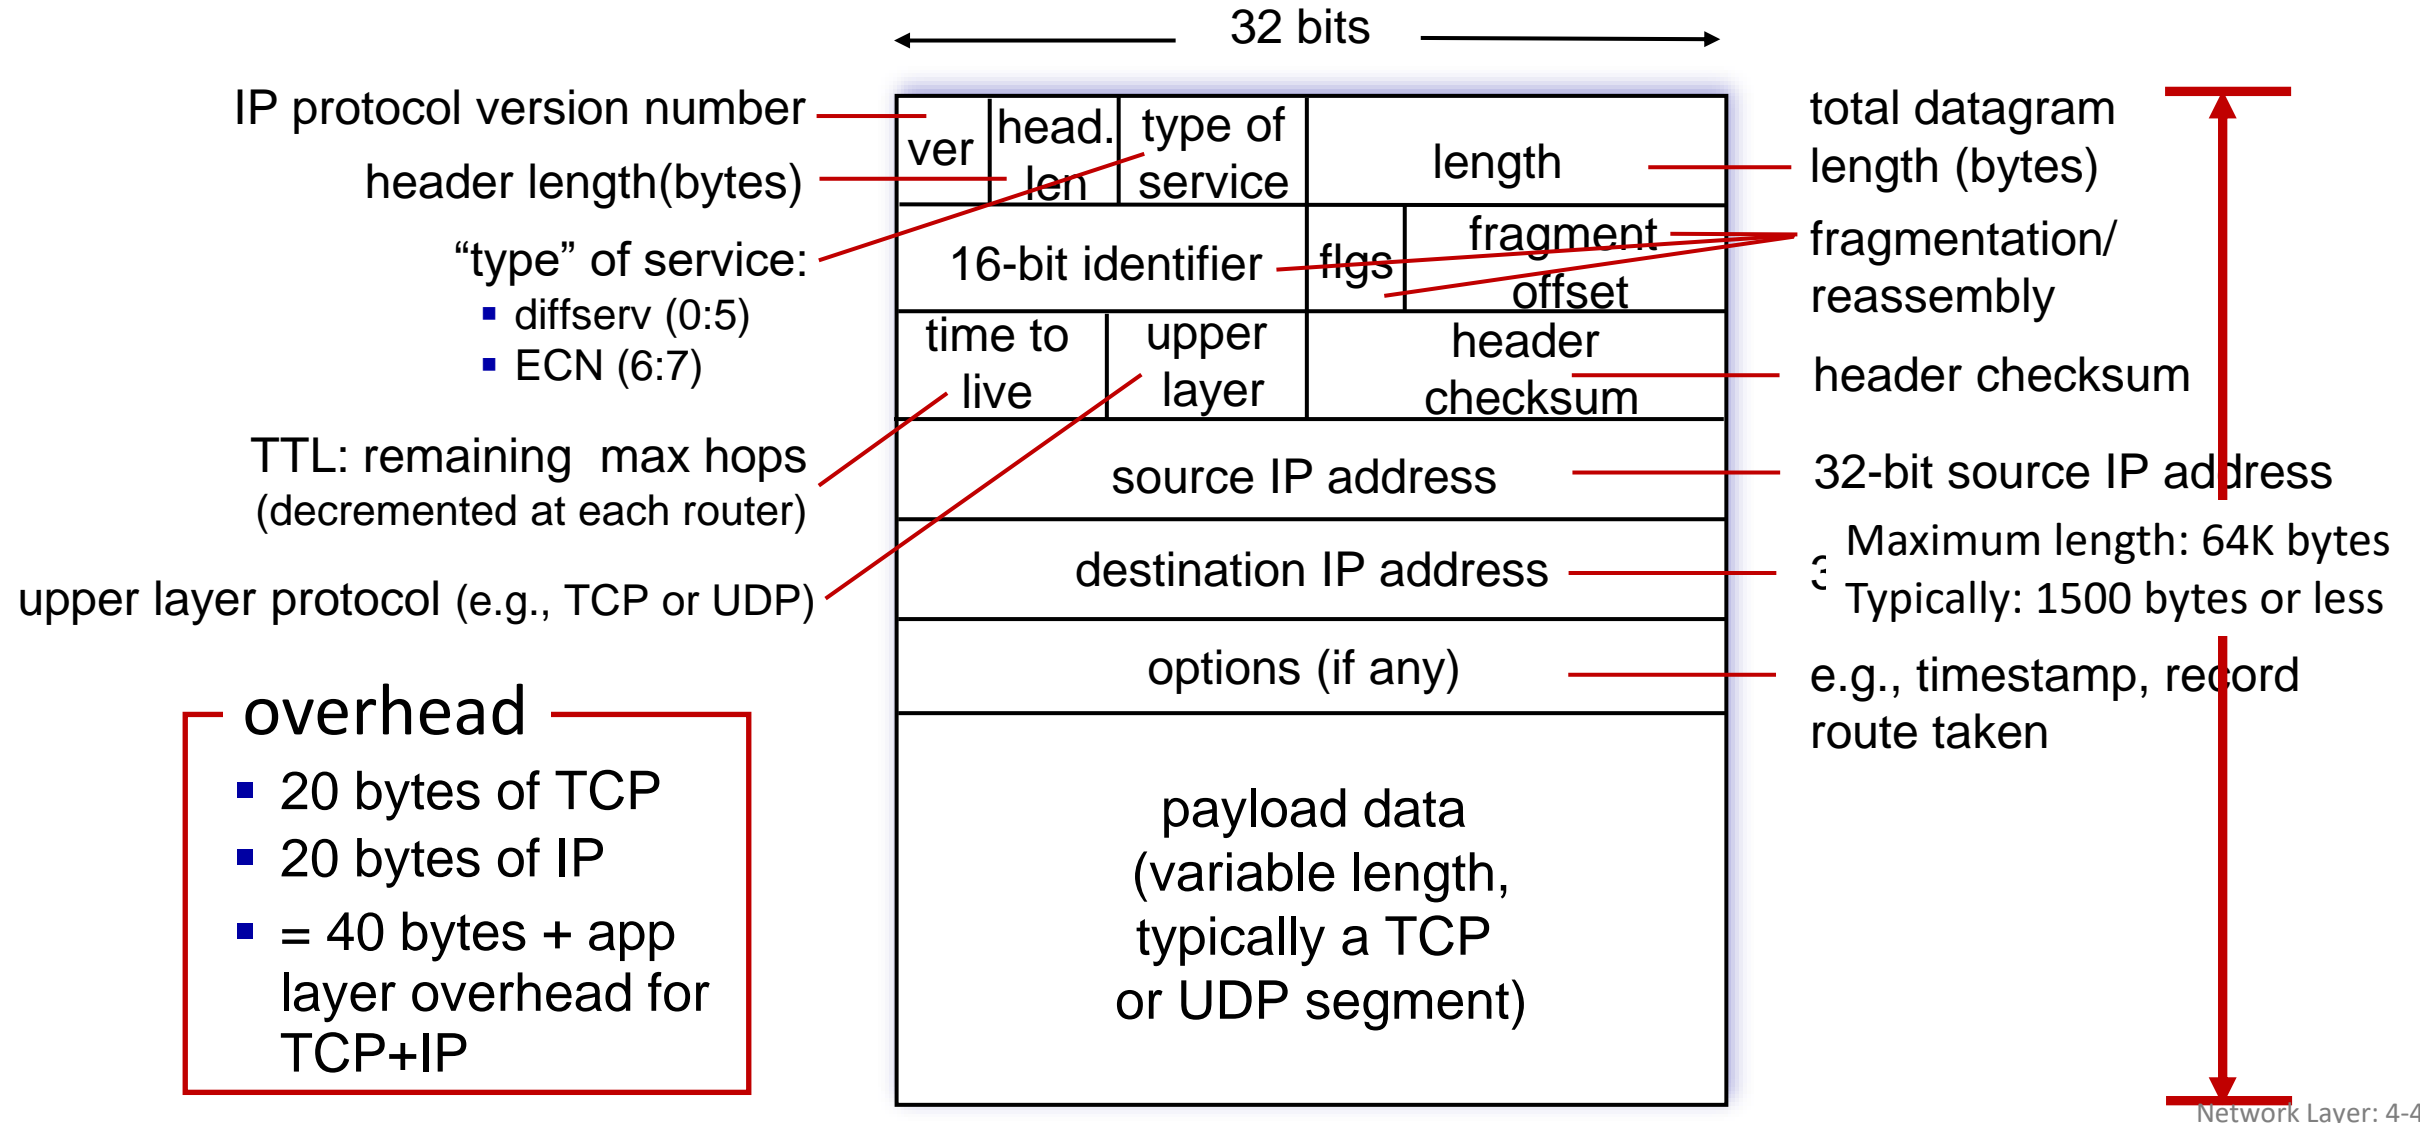 32 bits
IP protocol version number
header length(bytes)
“type” of service:
diffserv (0:5)
ECN (6:7)
TTL: remaining  max hops
(decremented at each router)
upper layer protocol (e.g., TCP or UDP)
overhead
20 bytes of TCP
20 bytes of IP
= 40 bytes + app
layer overhead for
TCP+IP
ver
head.
len
type of
service
length
16-bit identifier
flgs
fragment
offset
time to
live
upper
layer
header
checksum
source IP address
destination IP address
options (if any)
payload data
(variable length,
typically a TCP
or UDP segment)
total datagram
length (bytes)
fragmentation/
reassembly
header checksum
32-bit source IP address
Maximum length: 64K bytes
Typically: 1500 bytes or less
e.g., timestamp, record
route taken
Network Layer: 4-4